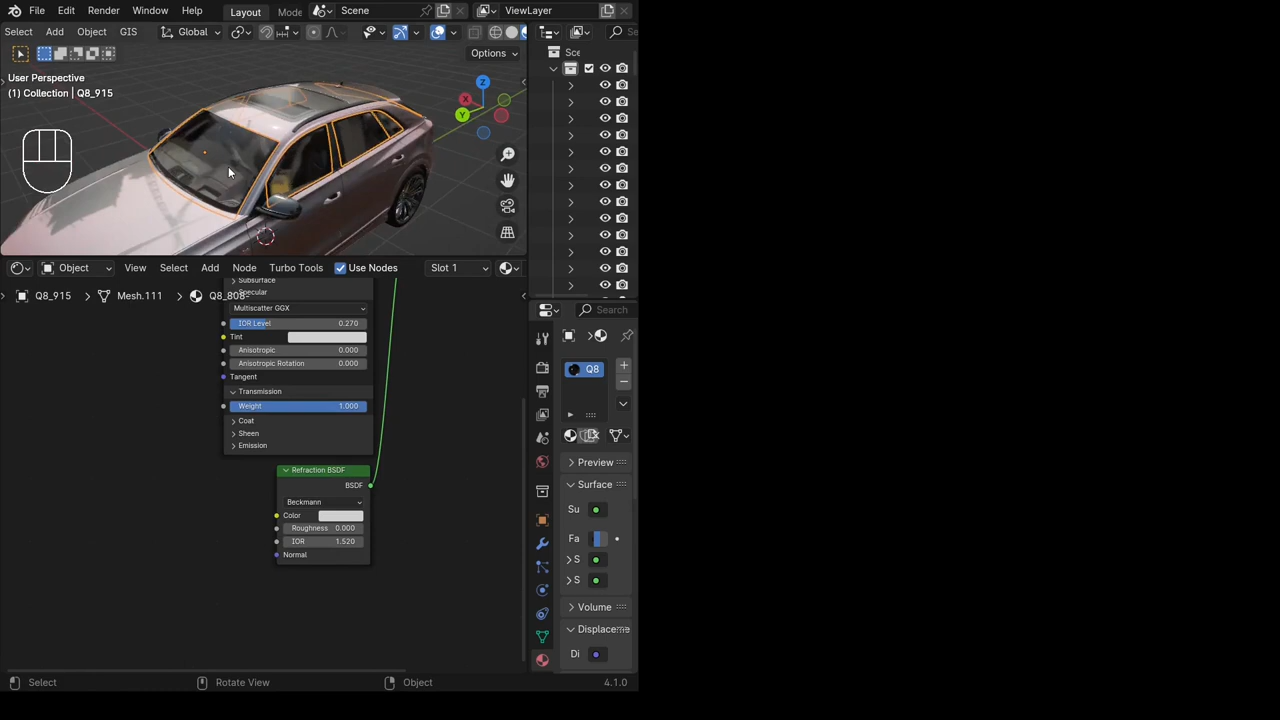 File Edit Render Window Help Layout Mode Scene ViewLayer
Select Add Object GIS Global
Options
User Perspective
(1) Collection | Q8_915
Z
X
Y
Object View Select Add Node Turbo Tools Use Nodes Slot 1
Search
Q8_915 Mesh.111 Q8_808-
Subsurface
Specular
Multiscatter GGX
IOR Level 0.270
Tint
Anisotropic 0.000
Anisotropic Rotation 0.000
Tangent
Transmission
Weight 1.000
Coat
Sheen
Emission
Q8
Preview
Surface
Su
Fa
S
S
Volume
Displaceme
Di
Refraction BSDF
BSDF
Beckmann
Color
Roughness 0.000
IOR 1.520
Normal
Select Rotate View Object 4.1.0